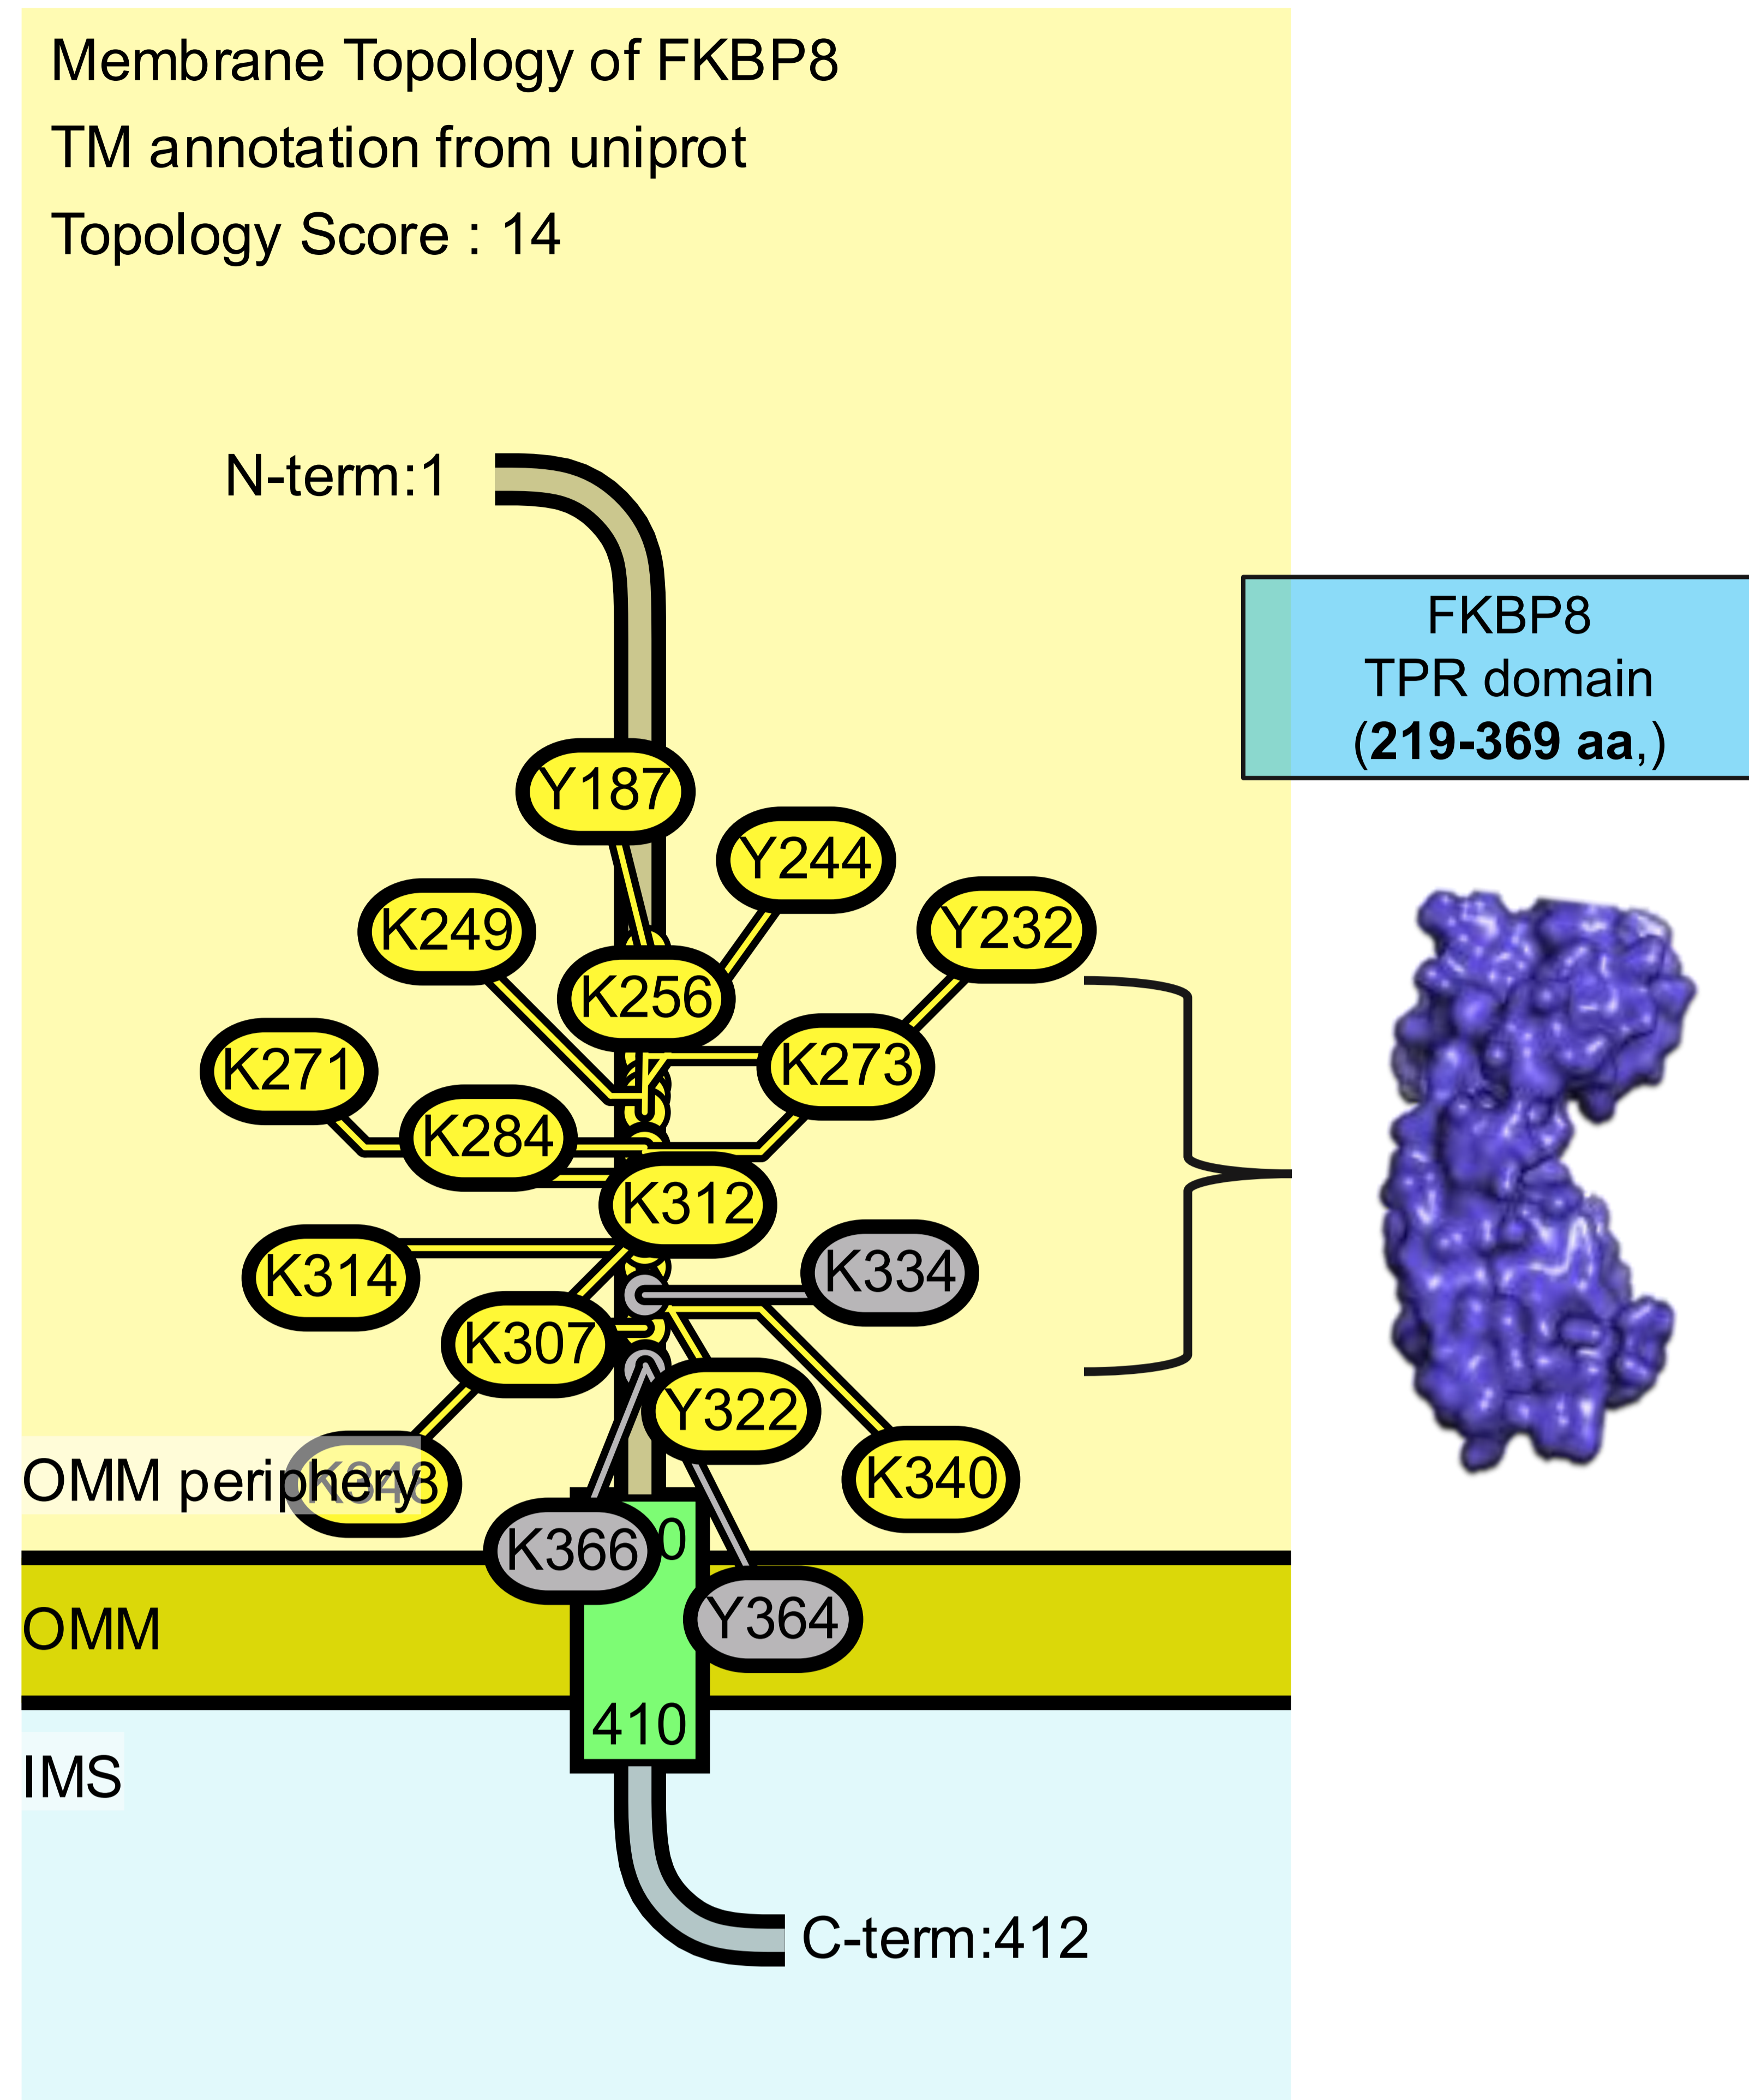 Membrane Topology of FKBP8
TM annotation from uniprot
Topology Score : 14
N-term:1
FKBP8
TPR domain
(219-369 aa,)
Y187
Y244
K249
Y232
K256
K273
K271
K284
K312
K314
K334
K307
Y322
K340
OMM periphery
K366
0
Y364
OMM
410
IMS
C-term:412